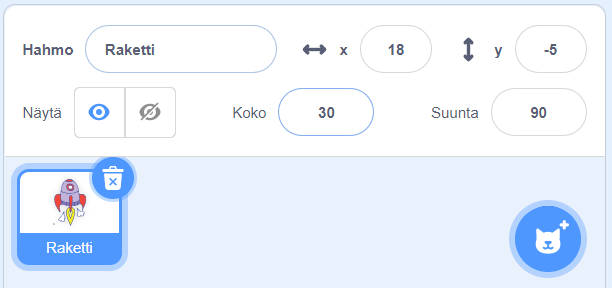 Hahmo Raketti x 18 y -5
Näytä Koko 30 Suunta 90
Raketti